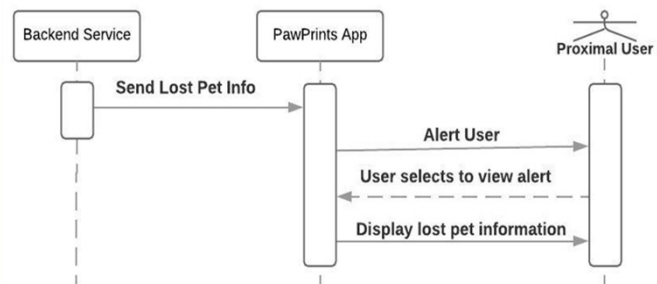 Backend Service
PawPrints App
Proximal User
Send Lost Pet Info
Alert User
User selects to view alert
Display lost pet information